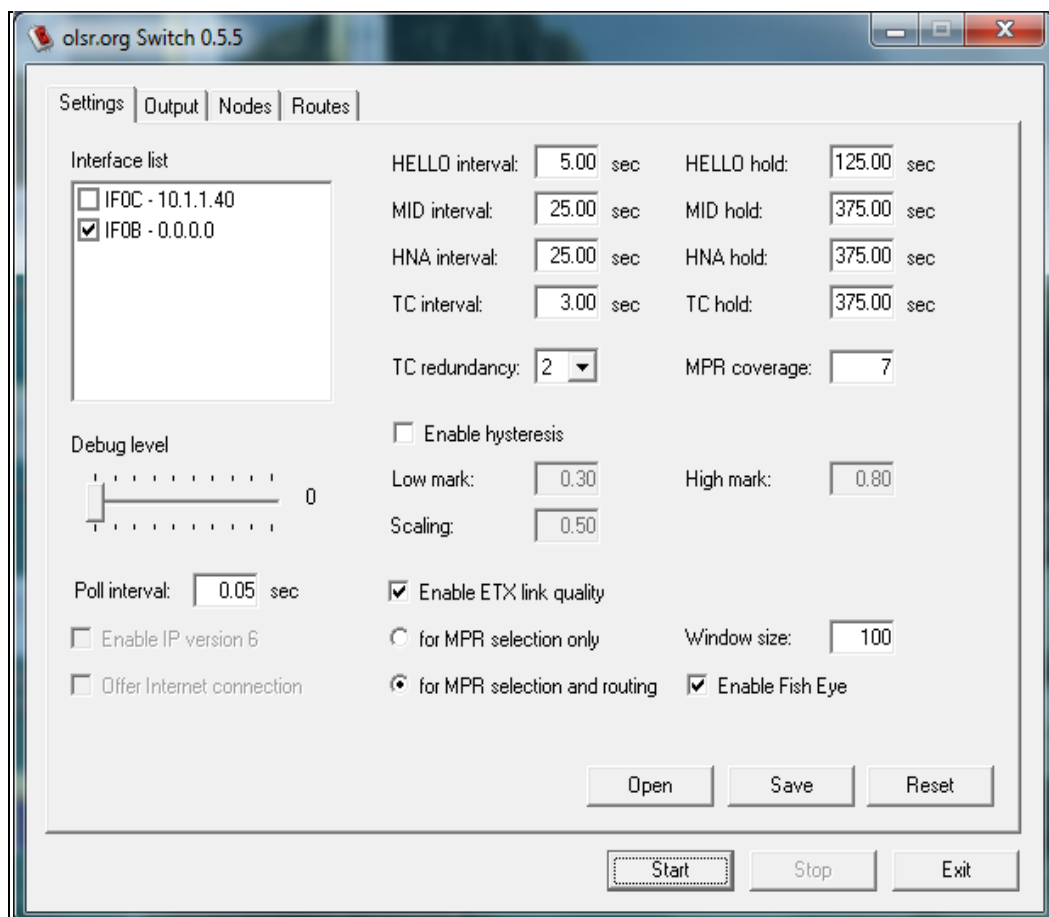 olsr.org Switch 0.5.5
Settings Output Nodes Routes
Interface list
IF0C - 10.1.1.40
IF0B - 0.0.0.0
HELLO interval: 5.00 sec HELLO hold: 125.00 sec
MID interval: 25.00 sec MID hold: 375.00 sec
HNA interval: 25.00 sec HNA hold: 375.00 sec
TC interval: 3.00 sec TC hold: 375.00 sec
TC redundancy: 2 MPR coverage: 7
Debug level
0
Enable hysteresis
Low mark: 0.30 High mark: 0.80
Scaling: 0.50
Poll interval: 0.05 sec Enable ETX link quality
Enable IP version 6 for MPR selection only Window size: 100
Offer Internet connection for MPR selection and routing Enable Fish Eye
Open Save Reset
Start Stop Exit